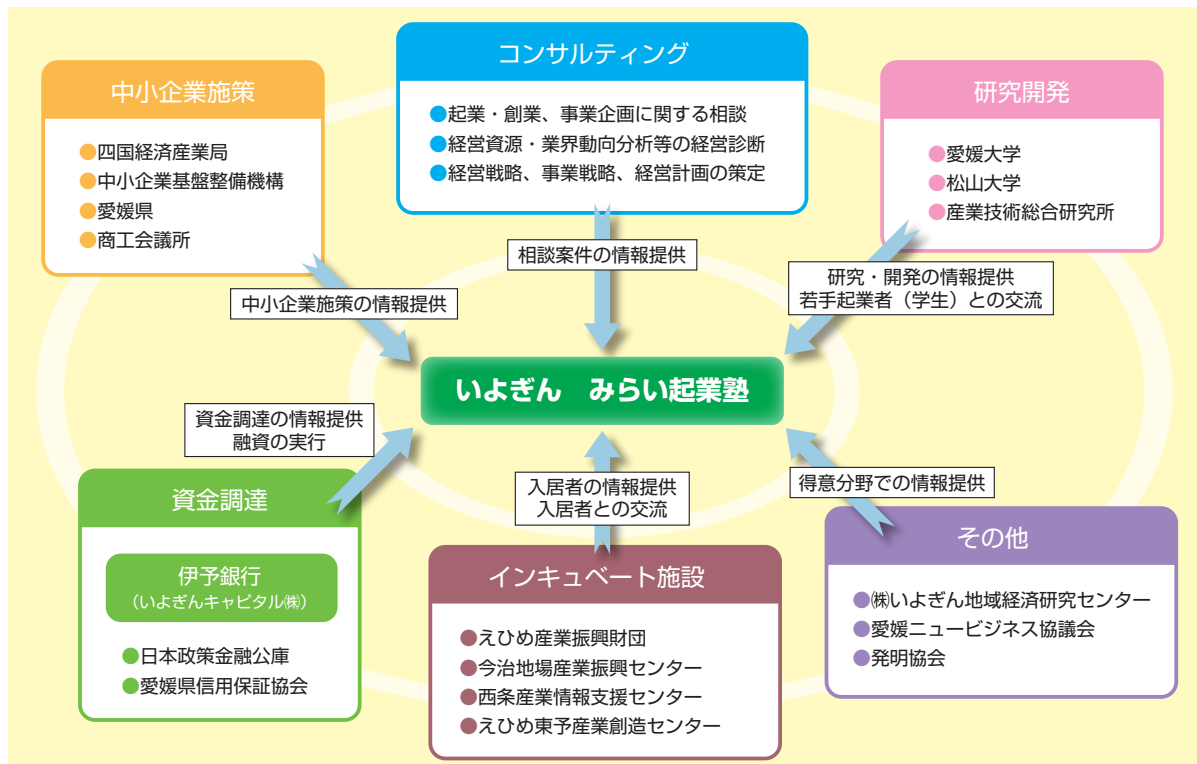 コンサルティング
●起業・創業、事業企画に関する相談
●経営資源・業界動向分析等の経営診断
●経営戦略、事業戦略、経営計画の策定
中小企業施策
●四国経済産業局
●中小企業基盤整備機構
●愛媛県
●商工会議所
研究開発
●愛媛大学
●松山大学
●産業技術総合研究所
相談案件の情報提供
中小企業施策の情報提供
研究・開発の情報提供
若手起業者（学生）との交流
いよぎん　みらい起業塾
資金調達の情報提供
融資の実行
入居者の情報提供
入居者との交流
得意分野での情報提供
資金調達
伊予銀行
（いよぎんキャピタル㈱）
●日本政策金融公庫
●愛媛県信用保証協会
インキュベート施設
●えひめ産業振興財団
●今治地場産業振興センター
●西条産業情報支援センター
●えひめ東予産業創造センター
その他
●㈱いよぎん地域経済研究センター
●愛媛ニュービジネス協議会
●発明協会